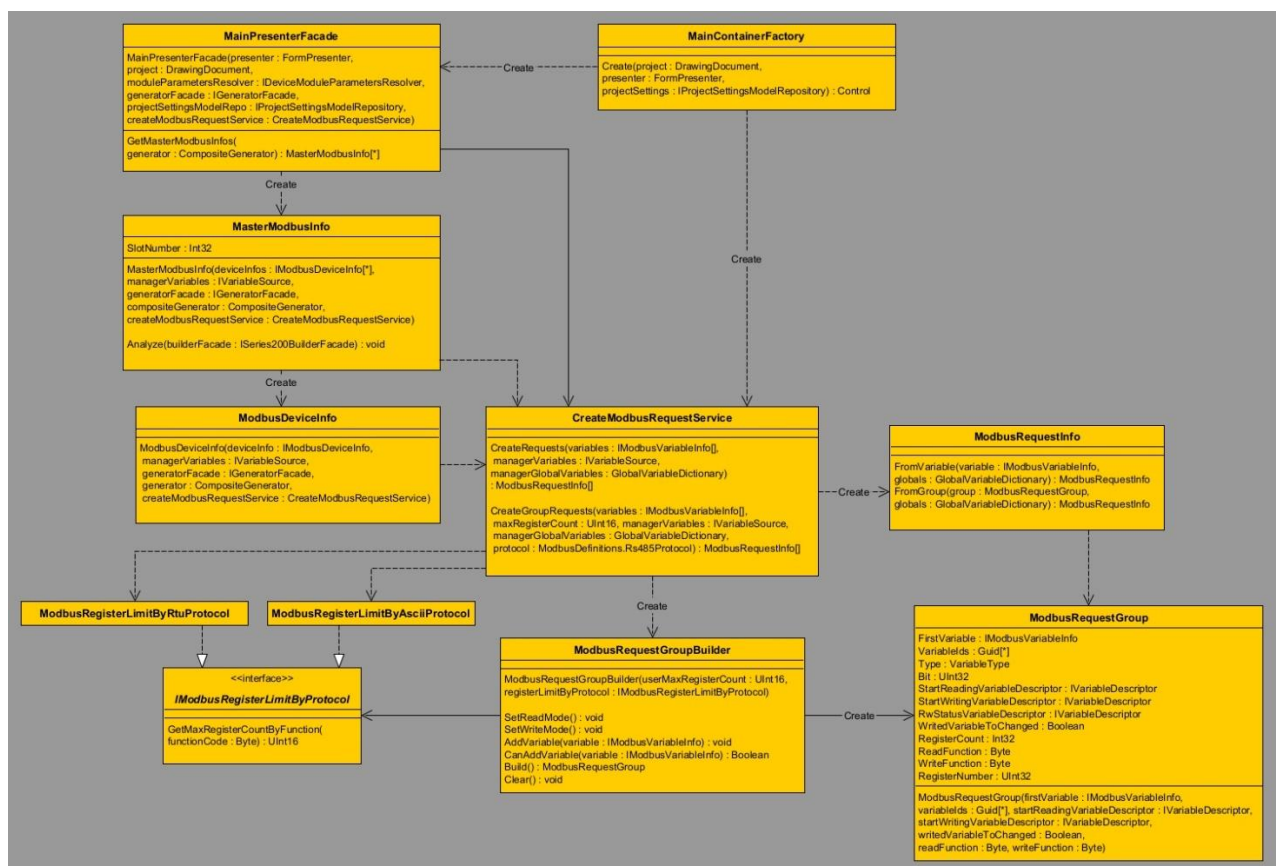 MainPresenterFacade
MainPresenterFacade(presenter : FormPresenter,
project : DrawingDocument,
moduleParametersResolver : IDeviceModuleParametersResolver,
generatorFacade : IGeneratorFacade,
projectSettingsModelRepo : IProjectSettingsModelRepository,
createModbusRequestService : CreateModbusRequestService)
GetMasterModbusInfos(
generator : CompositeGenerator) : MasterModbusInfo[*]
MainContainerFactory
Create(project : DrawingDocument,
presenter : FormPresenter,
projectSettings : IProjectSettingsModelRepository) : Control
Create
Create
Create
MasterModbusInfo
SlotNumber : Int32
MasterModbusInfo(deviceInfos : IModbusDeviceInfo[*],
managerVariables : IVariableSource,
generatorFacade : IGeneratorFacade,
compositeGenerator : CompositeGenerator,
createModbusRequestService : CreateModbusRequestService)
Analyze(builderFacade : ISeries200BuilderFacade) : void
Create
ModbusDeviceInfo
ModbusDeviceInfo(deviceInfo : IModbusDeviceInfo,
managerVariables : IVariableSource,
generatorFacade : IGeneratorFacade,
generator : CompositeGenerator,
createModbusRequestService : CreateModbusRequestService)
CreateModbusRequestService
CreateRequests(variables : IModbusVariableInfo[],
managerVariables : IVariableSource,
managerGlobalVariables : GlobalVariableDictionary)
: ModbusRequestInfo[]
CreateGroupRequests(variables : IModbusVariableInfo[],
maxRegisterCount : UInt16, managerVariables : IVariableSource,
managerGlobalVariables : GlobalVariableDictionary,
protocol : ModbusDefinitions.Rs485Protocol) : ModbusRequestInfo[]
Create
ModbusRequestInfo
FromVariable(variable : IModbusVariableInfo,
globals : GlobalVariableDictionary) : ModbusRequestInfo
FromGroup(group : ModbusRequestGroup,
globals : GlobalVariableDictionary) : ModbusRequestInfo
ModbusRegisterLimitByRtuProtocol
ModbusRegisterLimitByAsciiProtocol
Create
<<interface>>
IModbusRegisterLimitByProtocol
GetMaxRegisterCountByFunction(
functionCode : Byte) : UInt16
ModbusRequestGroupBuilder
ModbusRequestGroupBuilder(userMaxRegisterCount : UInt16,
registerLimitByProtocol : IModbusRegisterLimitByProtocol)
SetReadMode() : void
SetWriteMode() : void
AddVariable(variable : IModbusVariableInfo) : void
CanAddVariable(variable : IModbusVariableInfo) : Boolean
Build() : ModbusRequestGroup
Clear() : void
Create
ModbusRequestGroup
FirstVariable : IModbusVariableInfo
VariableIds : Guid[*]
Type : VariableType
Bit : UInt32
StartReadingVariableDescriptor : IVariableDescriptor
StartWritingVariableDescriptor : IVariableDescriptor
RwStatusVariableDescriptor : IVariableDescriptor
WritedVariableToChanged : Boolean
RegisterCount : Int32
ReadFunction : Byte
WriteFunction : Byte
RegisterNumber : UInt32
ModbusRequestGroup(firstVariable : IModbusVariableInfo,
variableIds : Guid[*], startReadingVariableDescriptor : IVariableDescriptor,
startWritingVariableDescriptor : IVariableDescriptor,
writedVariableToChanged : Boolean,
readFunction : Byte, writeFunction : Byte)